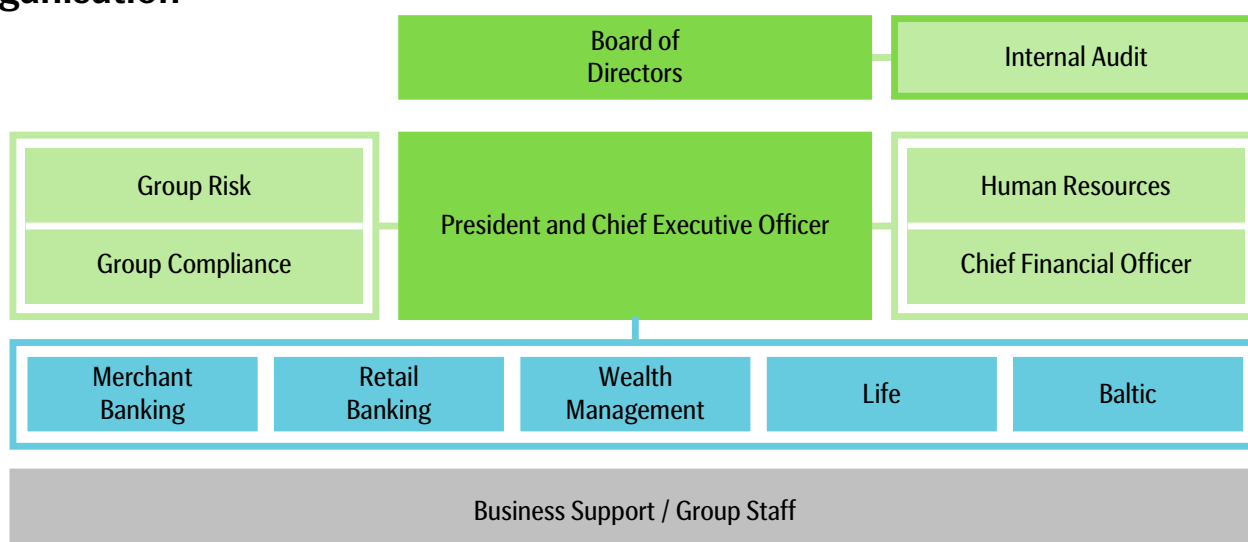 Board of
Directors
Internal Audit
Group Risk
Group Compliance
President and Chief Executive Officer
Human Resources
Chief Financial Officer
Merchant
Banking
Retail
Banking
Wealth
Management
Life
Baltic
Business Support / Group Staff